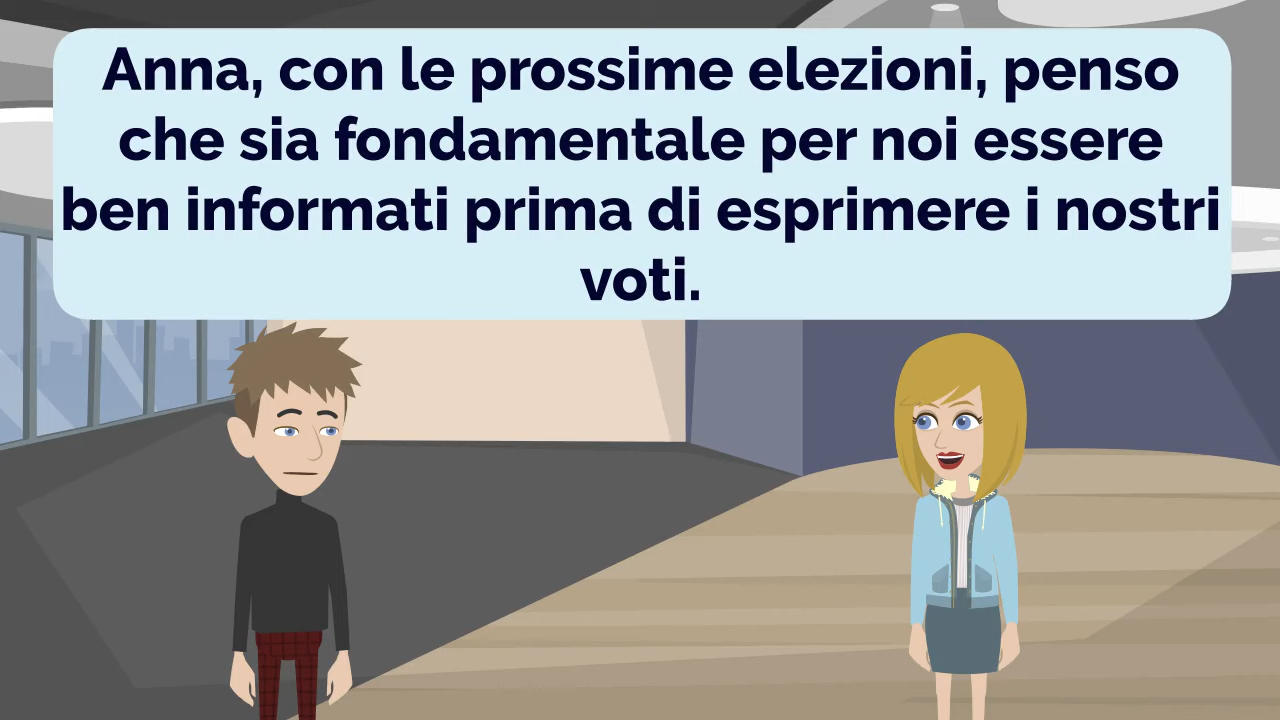 Anna, con le prossime elezioni, penso
che sia fondamentale per noi essere
ben informati prima di esprimere i nostri
voti.